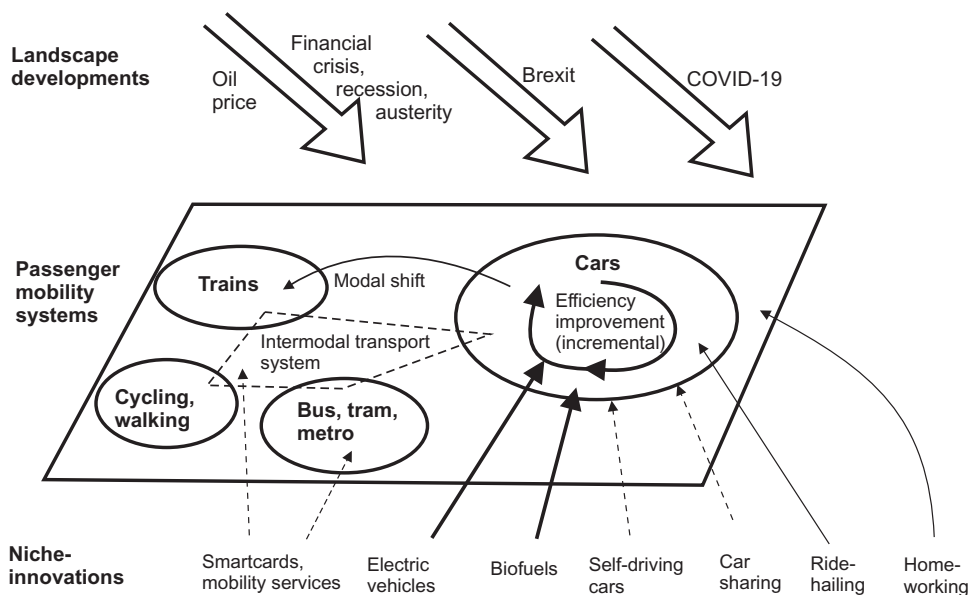 Landscape
developments
Oil
price
Financial
crisis,
recession,
austerity
Brexit
COVID-19
Passenger
mobility
systems
Trains
Modal shift
Cars
Efficiency
improvement
(incremental)
Intermodal transport
system
Cycling,
walking
Bus, tram,
metro
Niche-
innovations
Smartcards,
mobility services
Electric
vehicles
Biofuels
Self-driving
cars
Car
sharing
Ride-
hailing
Home-
working